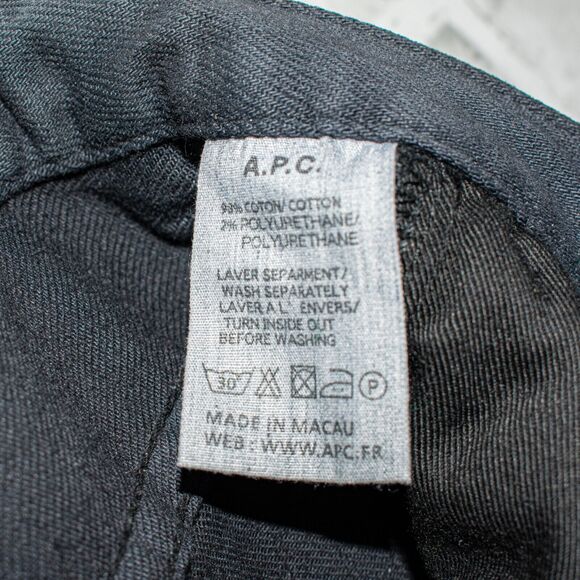 A.P.C.
98% COTON/ COTTON
2% POLYURETHANE/
POLYURETHANE
LAVER SEPARMENT/
WASH SEPARATELY
LAVER A L' ENVERS/
TURN INSIDE OUT
BEFORE WASHING
30°
P
MADE IN MACAU
WEB : WWW.APC.FR